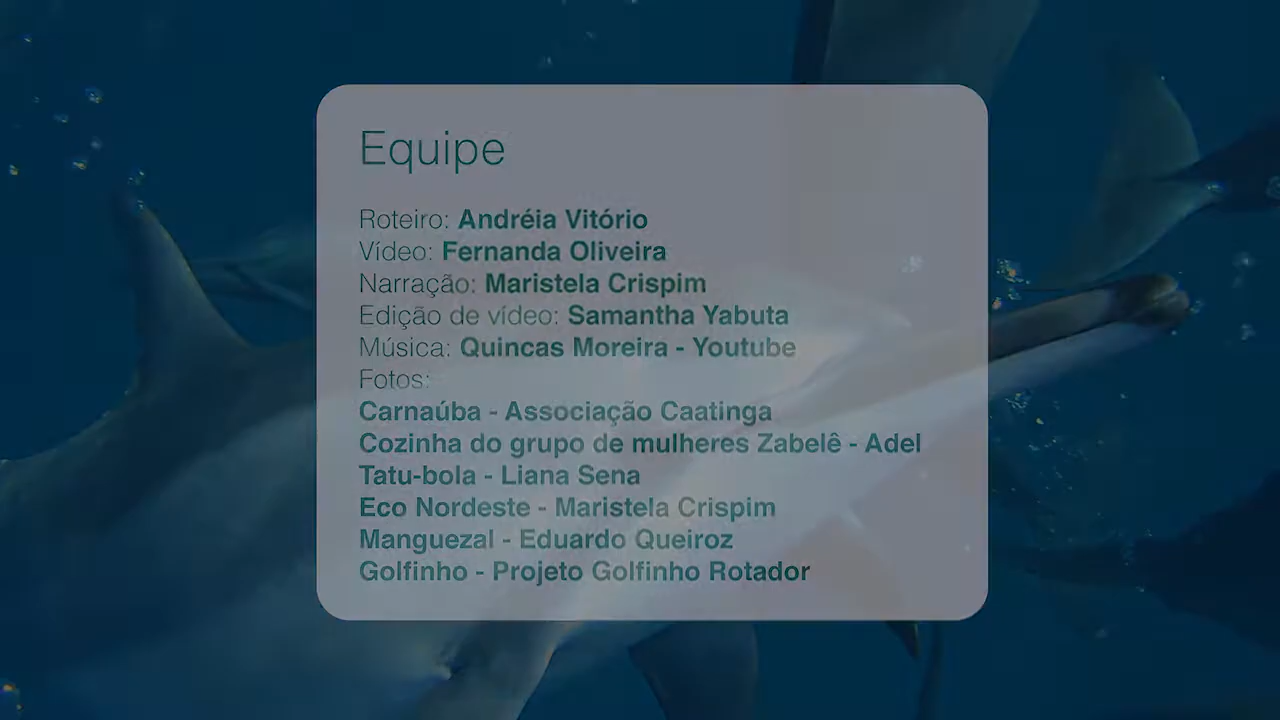 Equipe
Roteiro: Andréia Vitório
Vídeo: Fernanda Oliveira
Narração: Maristela Crispim
Edição de vídeo: Samantha Yabuta
Música: Quincas Moreira - Youtube
Fotos:
Carnaúba - Associação Caatinga
Cozinha do grupo de mulheres Zabelê - Adel
Tatu-bola - Liana Sena
Eco Nordeste - Maristela Crispim
Manguezal - Eduardo Queiroz
Golfinho - Projeto Golfinho Rotador